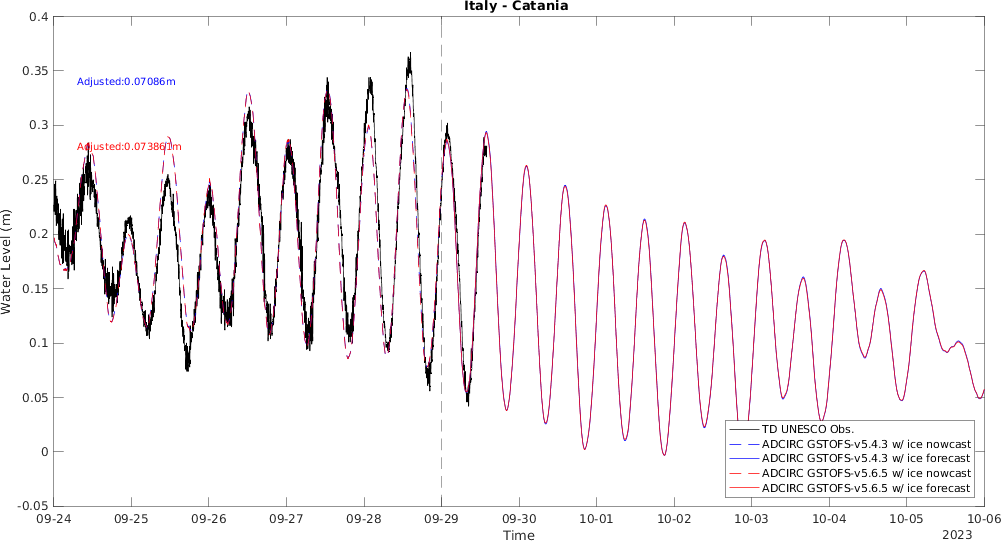 Italy - Catania
Water Level (m)
0.4
0.35
0.3
0.25
0.2
0.15
0.1
0.05
0
-0.05
Adjusted:0.07086m
Adjusted:0.073861m
TD UNESCO Obs.
ADCIRC GSTOFS-v5.4.3 w/ ice nowcast
ADCIRC GSTOFS-v5.4.3 w/ ice forecast
ADCIRC GSTOFS-v5.6.5 w/ ice nowcast
ADCIRC GSTOFS-v5.6.5 w/ ice forecast
09-24 09-25 09-26 09-27 09-28 09-29 09-30 10-01 10-02 10-03 10-04 10-05 10-06
Time
2023